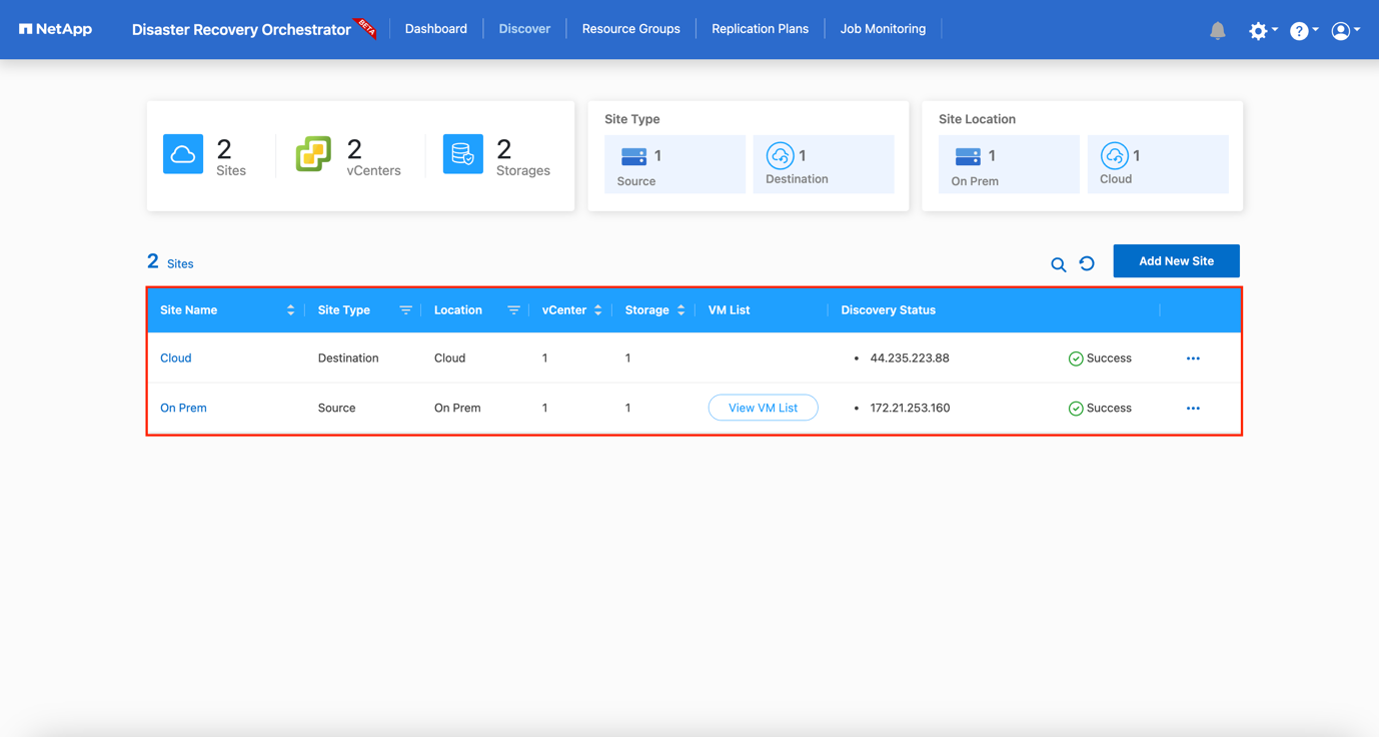 NetApp Disaster Recovery Orchestrator BETA Dashboard Discover Resource Groups Replication Plans Job Monitoring ?
2 Sites
2 vCenters
2 Storages
Site Type
1 Source
1 Destination
Site Location
1 On Prem
1 Cloud
2 Sites
Add New Site
Site Name Site Type Location vCenter Storage VM List Discovery Status
Cloud Destination Cloud 1 1 • 44.235.223.88 Success ...
On Prem Source On Prem 1 1 View VM List • 172.21.253.160 Success ...